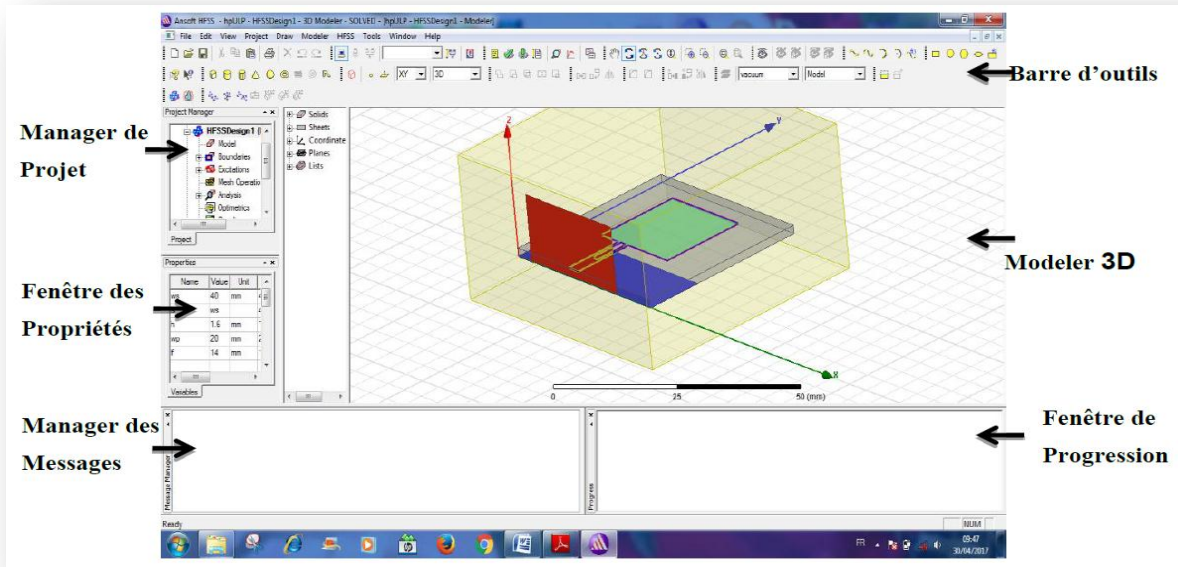 Ansoft HFSS - hpULP - HFSSDesign1 - 3D Modeler - SOLVED - [hpULP - HFSSDesign1 - Modeler]
File Edit View Project Draw Modeler HFSS Tools Window Help
XY 3D vacuum Model
Barre d’outils
Project Manager
HFSSDesign1
Model
Boundaries
Excitations
Mesh Operatio
Analysis
Optimetrics
Project
Solids
Sheets
Coordinate
Planes
Lists
Manager de
Projet
Z
Y
X
0 25 50 (mm)
Modeler 3D
Properties
Name Value Unit
ws 40 mm
ws
h 1.6 mm
wp 20 mm
lf 14 mm
Variables
Fenêtre des
Propriétés
Manager des
Messages
Message Manager
Progress
Fenêtre de
Progression
Ready
NUM
FR
09:47
30/04/2017